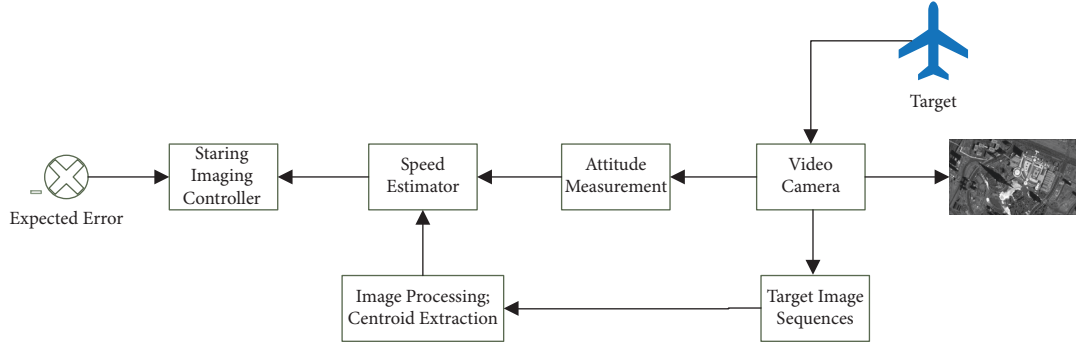 Target
Staring
Imaging
Controller
Speed
Estimator
Attitude
Measurement
Video
Camera
Expected Error
Image Processing;
Centroid Extraction
Target Image
Sequences